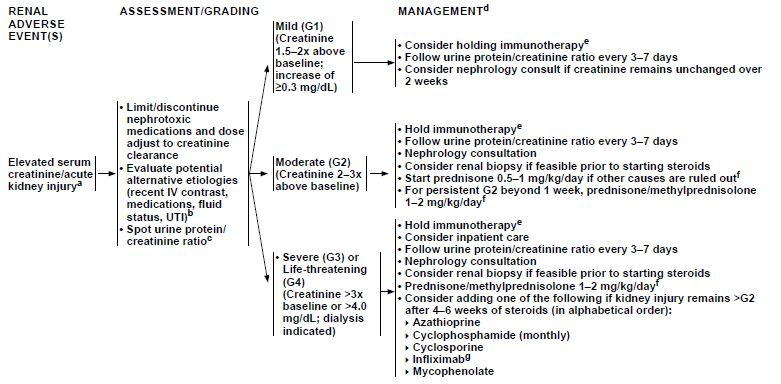 RENAL
ADVERSE
EVENT(S)
Elevated serum
creatinine/acute
kidney injurya
ASSESSMENT/GRADING
• Limit/discontinue
nephrotoxic
medications and dose
adjust to creatinine
clearance
• Evaluate potential
alternative etiologies
(recent IV contrast,
medications, fluid
status, UTI)b
• Spot urine protein/
creatinine ratioc
Mild (G1)
(Creatinine
1.5–2x above
baseline;
increase of
≥0.3 mg/dL)
Moderate (G2)
(Creatinine 2–3x
above baseline)
• Severe (G3) or
Life-threatening
(G4)
(Creatinine >3x
baseline or >4.0
mg/dL; dialysis
indicated)
MANAGEMENTd
• Consider holding immunotherapye
• Follow urine protein/creatinine ratio every 3–7 days
• Consider nephrology consult if creatinine remains unchanged over
2 weeks
• Hold immunotherapye
• Follow urine protein/creatinine ratio every 3–7 days
• Nephrology consultation
• Consider renal biopsy if feasible prior to starting steroids
• Start prednisone 0.5–1 mg/kg/day if other causes are ruled outf
• For persistent G2 beyond 1 week, prednisone/methylprednisolone
1–2 mg/kg/dayf
• Hold immunotherapye
• Consider inpatient care
• Follow urine protein/creatinine ratio every 3–7 days
• Nephrology consultation
• Consider renal biopsy if feasible prior to starting steroids
• Prednisone/methylprednisolone 1–2 mg/kg/dayf
• Consider adding one of the following if kidney injury remains >G2
after 4–6 weeks of steroids (in alphabetical order):
Azathioprine
Cyclophosphamide (monthly)
Cyclosporine
Infliximabg
Mycophenolate